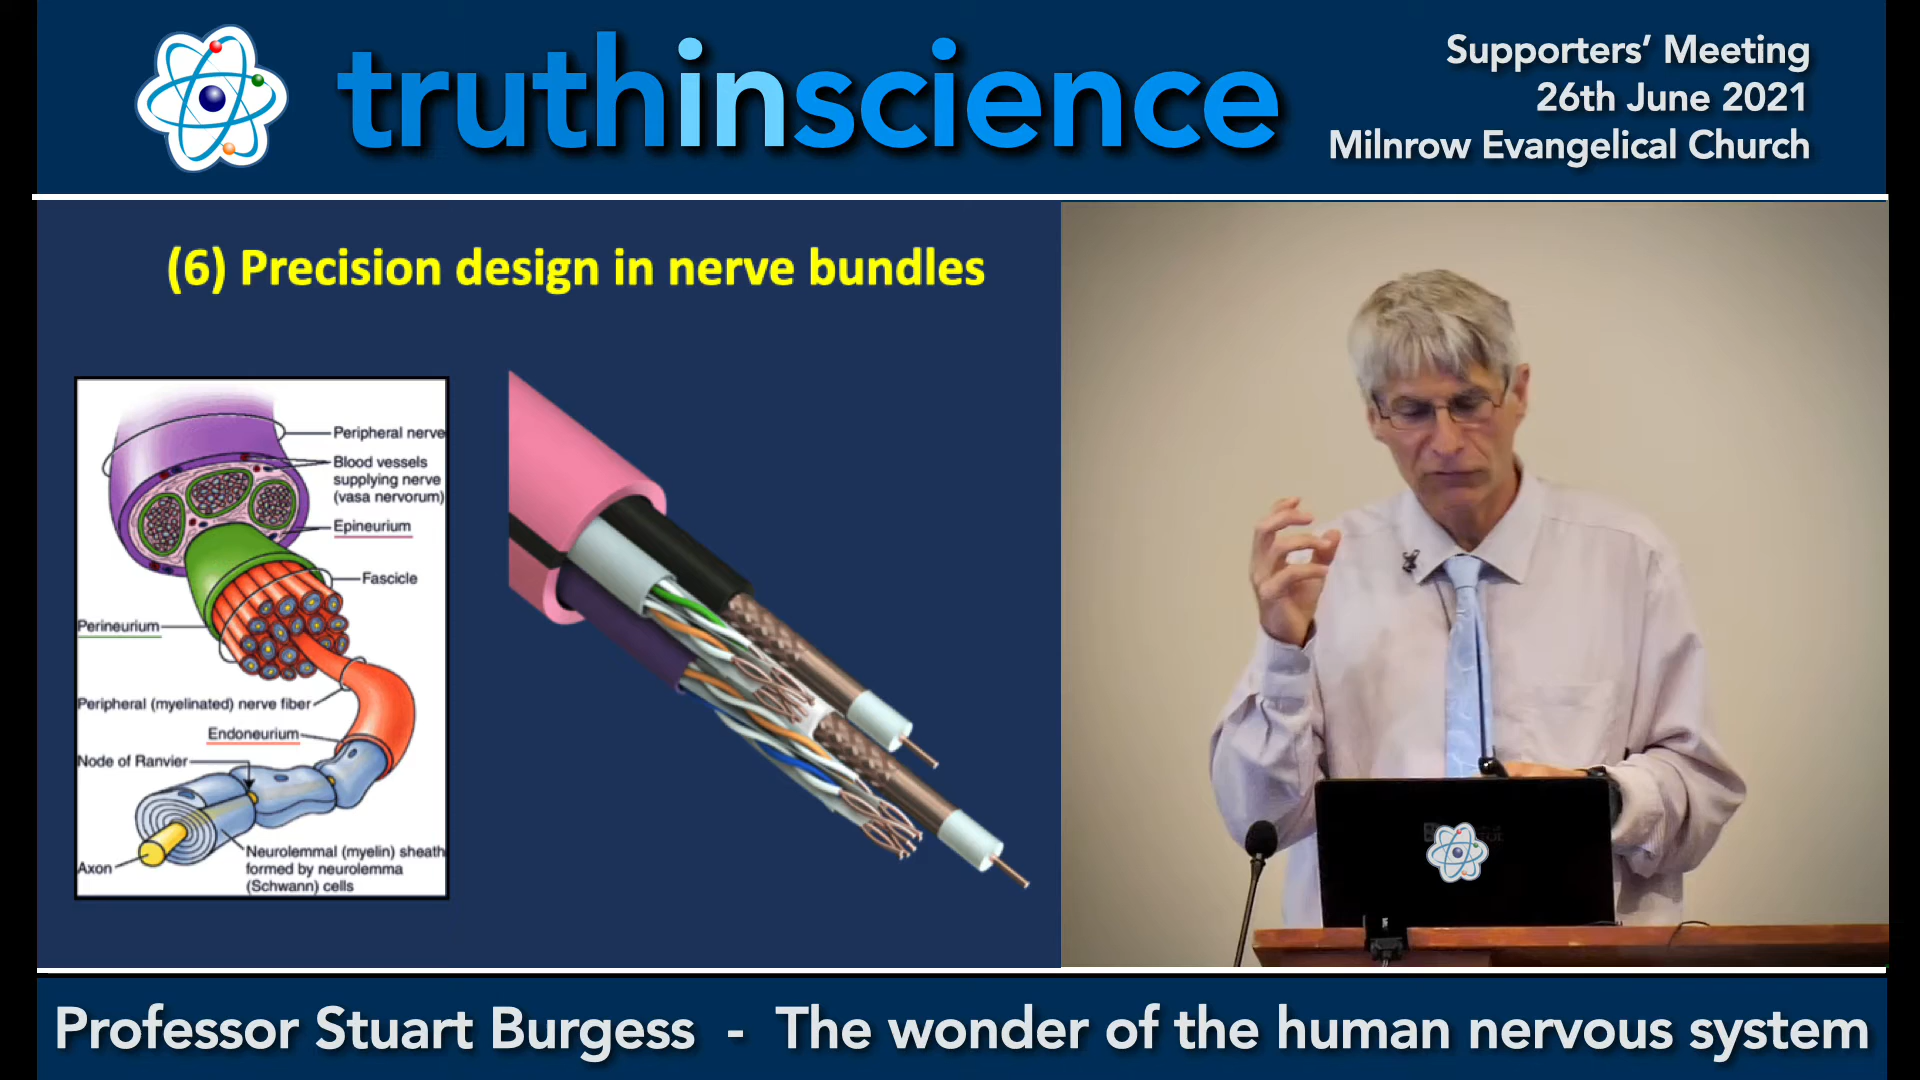 truthinscience
Supporters’ Meeting
26th June 2021
Milnrow Evangelical Church
(6) Precision design in nerve bundles
Peripheral nerve
Blood vessels
supplying nerve
(vasa nervorum)
Epineurium
Fascicle
Perineurium
Peripheral (myelinated) nerve fiber
Endoneurium
Node of Ranvier
Axon
Neurolemmal (myelin) sheath
formed by neurolemma
(Schwann) cells
Professor Stuart Burgess - The wonder of the human nervous system